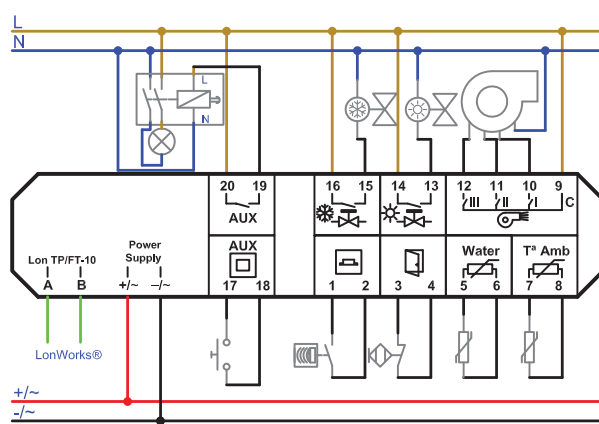 L
N
L
N
20 19 16 15 14 13 12 11 10 9
III II I C
AUX
Lon TP/FT-10
Power
Supply
AUX
Water
Tª Amb
A B +/~ –/~ 17 18 1 2 3 4 5 6 7 8
LonWorks®
+/~
-/~